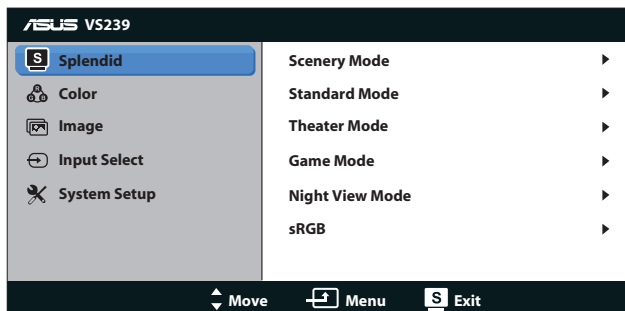 ASUS VS239
S Splendid
Color
Image
Input Select
System Setup
Scenery Mode
Standard Mode
Theater Mode
Game Mode
Night View Mode
sRGB
Move Menu S Exit